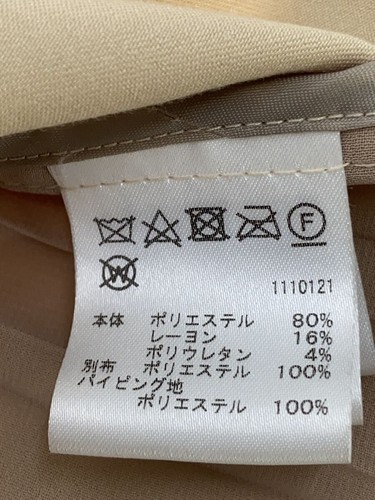 F
W
1110121
本体 ポリエステル 80%
レーヨン 16%
ポリウレタン 4%
別布 ポリエステル 100%
パイピング地
ポリエステル 100%